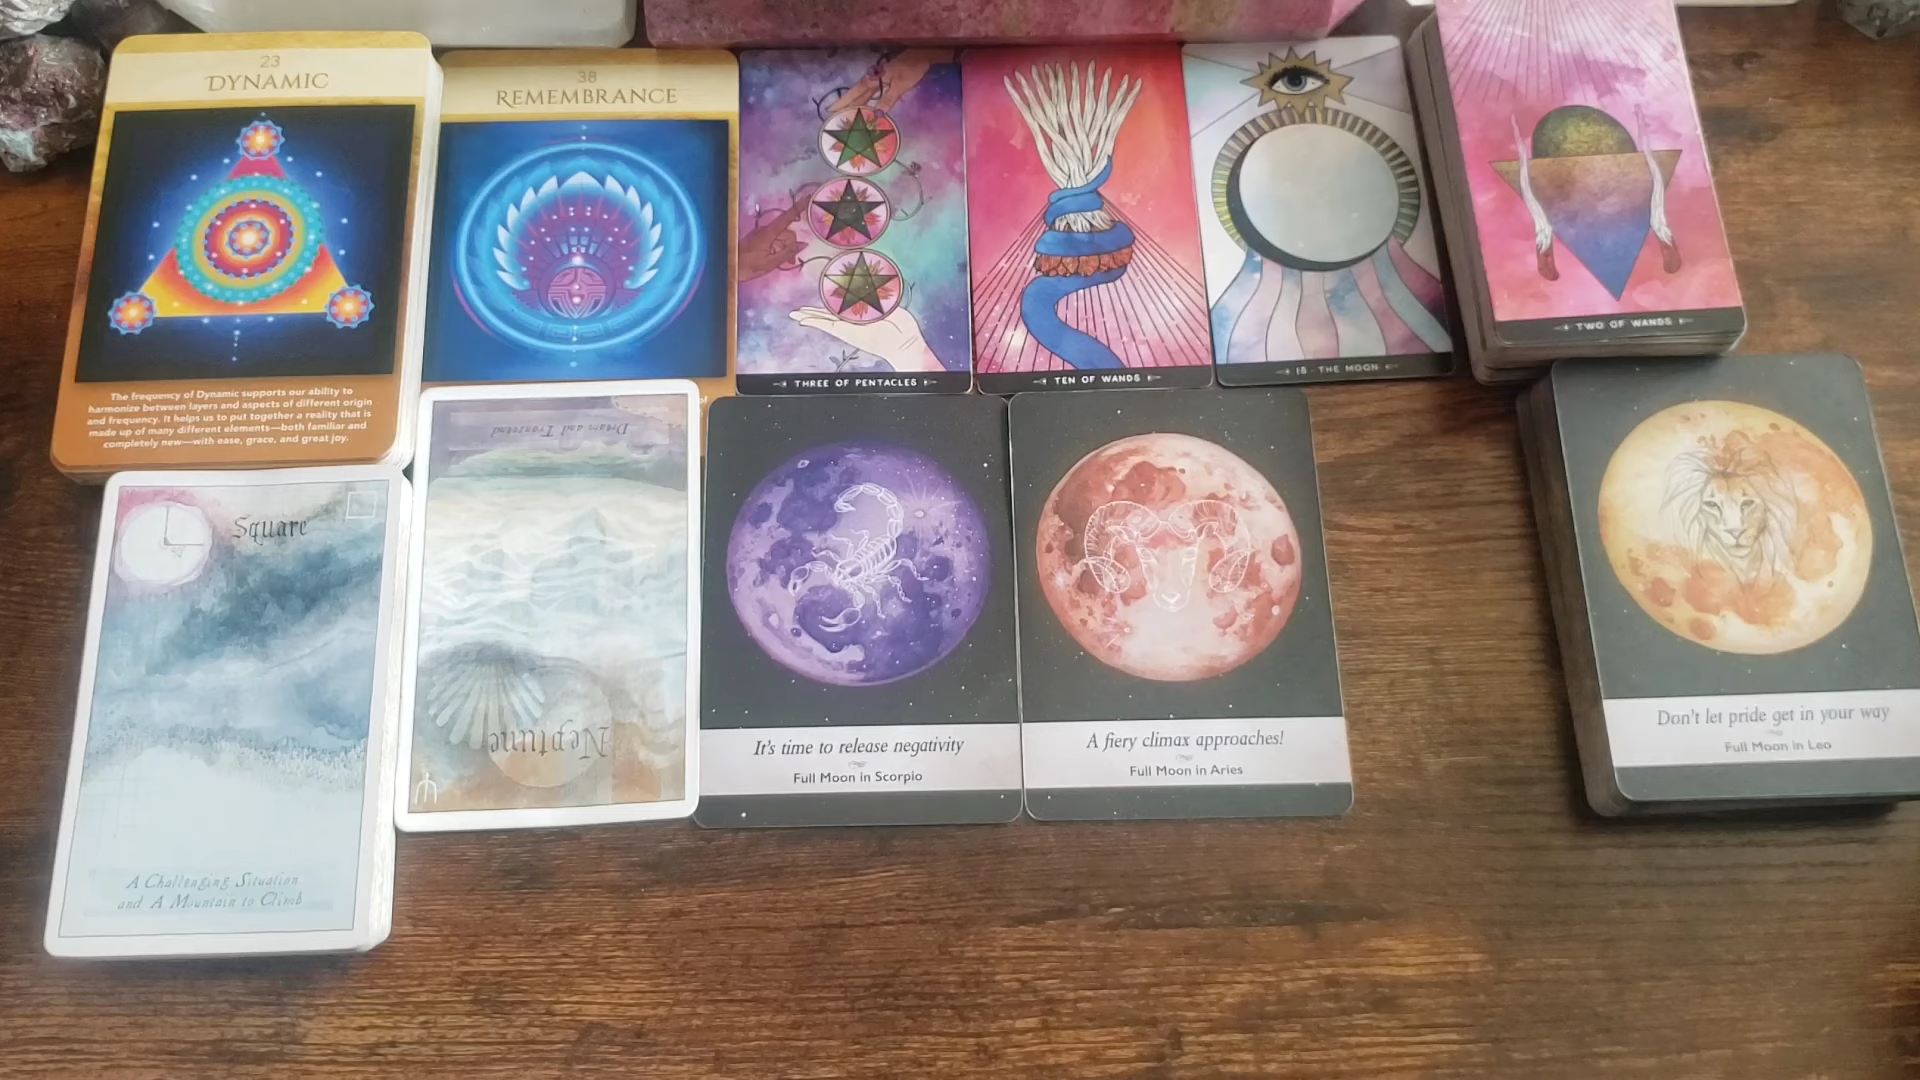 23
DYNAMIC
The frequency of Dynamic supports our ability to
harmonize between layers and aspects of different origin
and frequency. It helps us to put together a reality that is
made up of many different elements—both familiar and
completely new—with ease, grace, and great joy.
38
REMEMBRANCE
of
THREE OF PENTACLES
TEN OF WANDS
18 - THE MOON
TWO OF WANDS
Square
A Challenging Situation
and A Mountain to Climb
Dream and Transcend
Neptune
It's time to release negativity
Full Moon in Scorpio
A fiery climax approaches!
Full Moon in Aries
Don't let pride get in your way
Full Moon in Leo